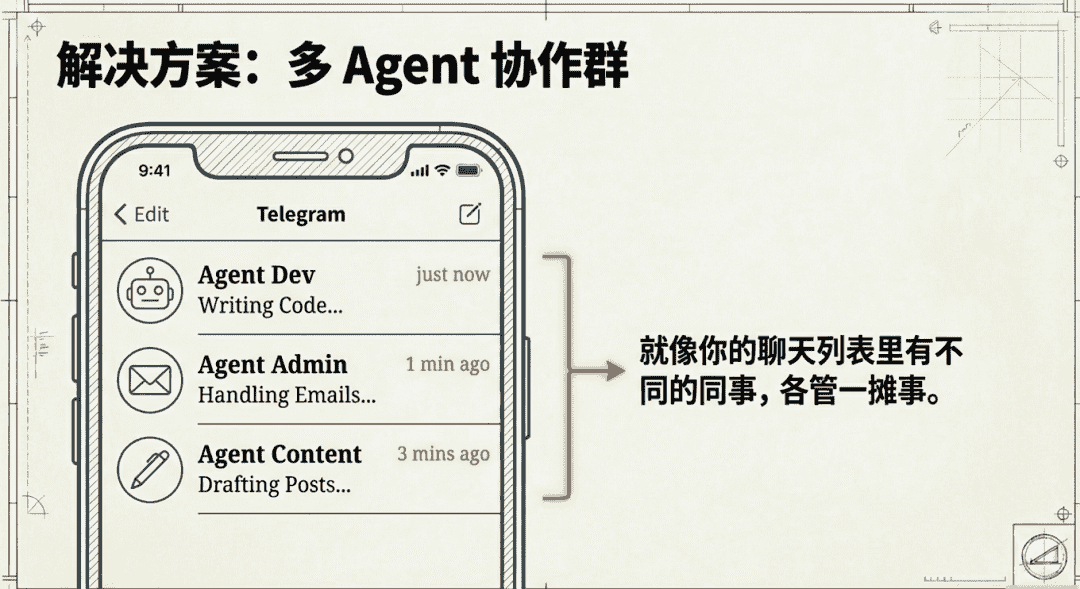 解决方案：多 Agent 协作群
9:41
Edit
Telegram
Agent Dev
just now
Writing Code...
Agent Admin
1 min ago
Handling Emails...
Agent Content
3 mins ago
Drafting Posts...
就像你的聊天列表里有不
同的同事，各管一摊事。